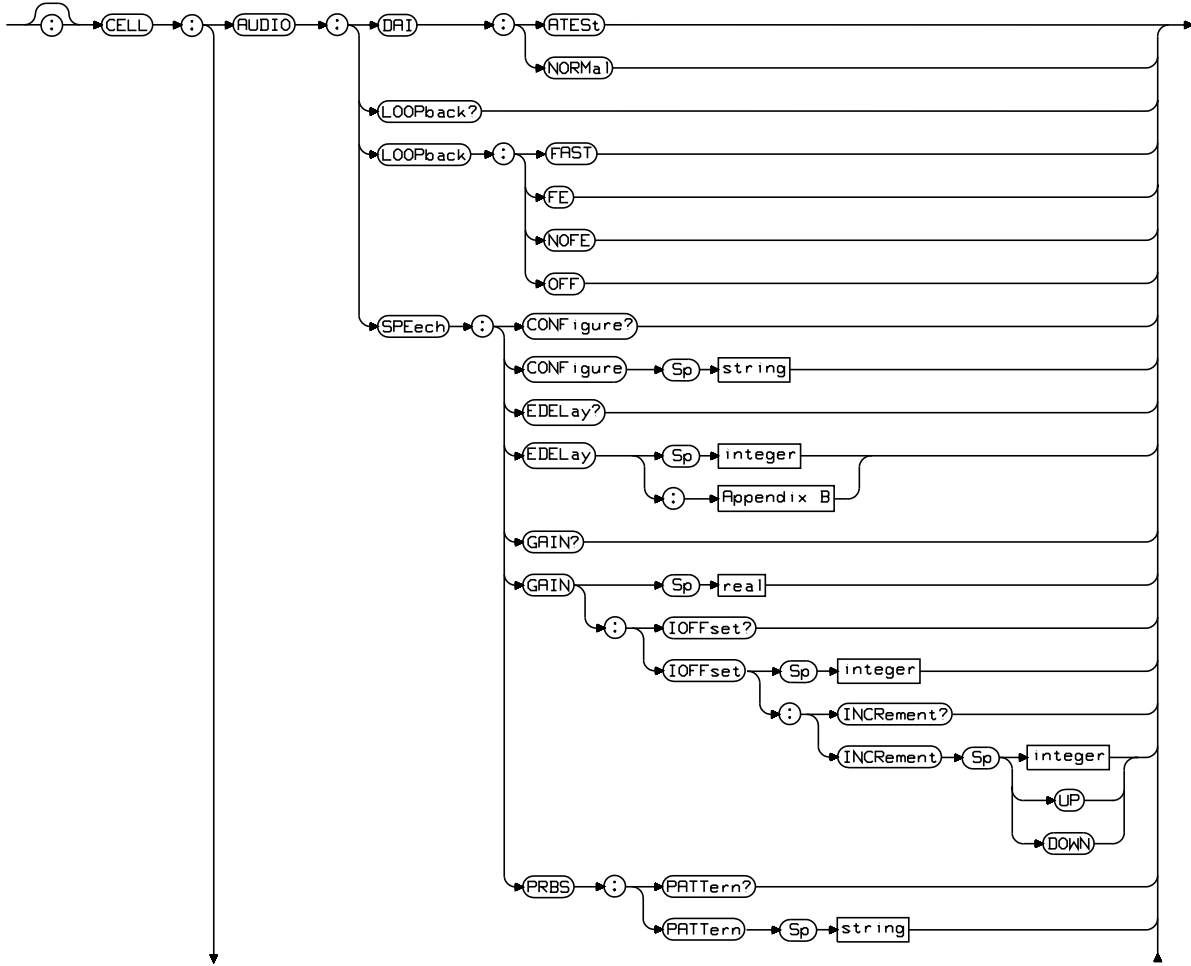 : CELL : AUDIO : DAI : ATESt
NORMal
LOOPback?
LOOPback : FAST
FE
NOFE
OFF
SPEech : CONFigure?
CONFigure Sp string
EDELay?
EDELay Sp integer
: Appendix B
GAIN?
GAIN Sp real
: IOFFset?
IOFFset Sp integer
: INCRement?
INCRement Sp integer
UP
DOWN
PRBS : PATTern?
PATTern Sp string